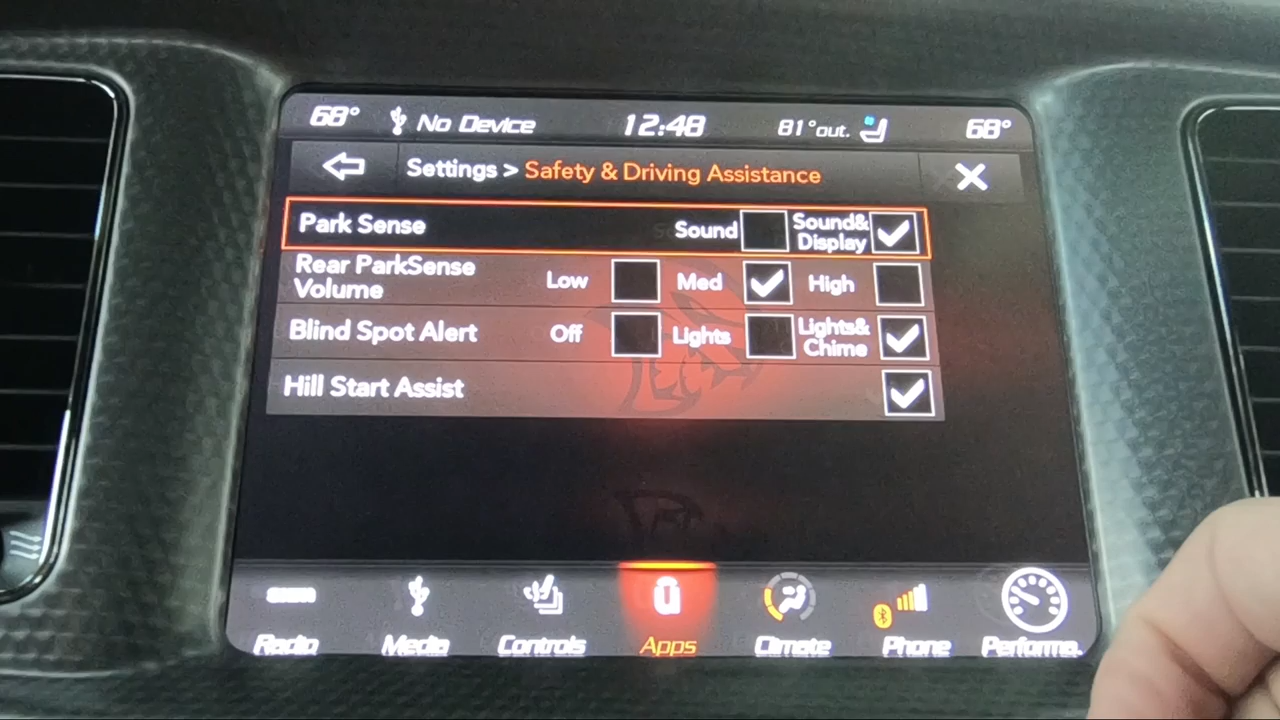 68° No Device 12:48 81°out. 68°
Settings > Safety & Driving Assistance
Park Sense Sound Sound& Display
Rear ParkSense Volume Low Med High
Blind Spot Alert Off Lights Lights& Chime
Hill Start Assist
Radio Media Controls Apps Climate Phone Performa.